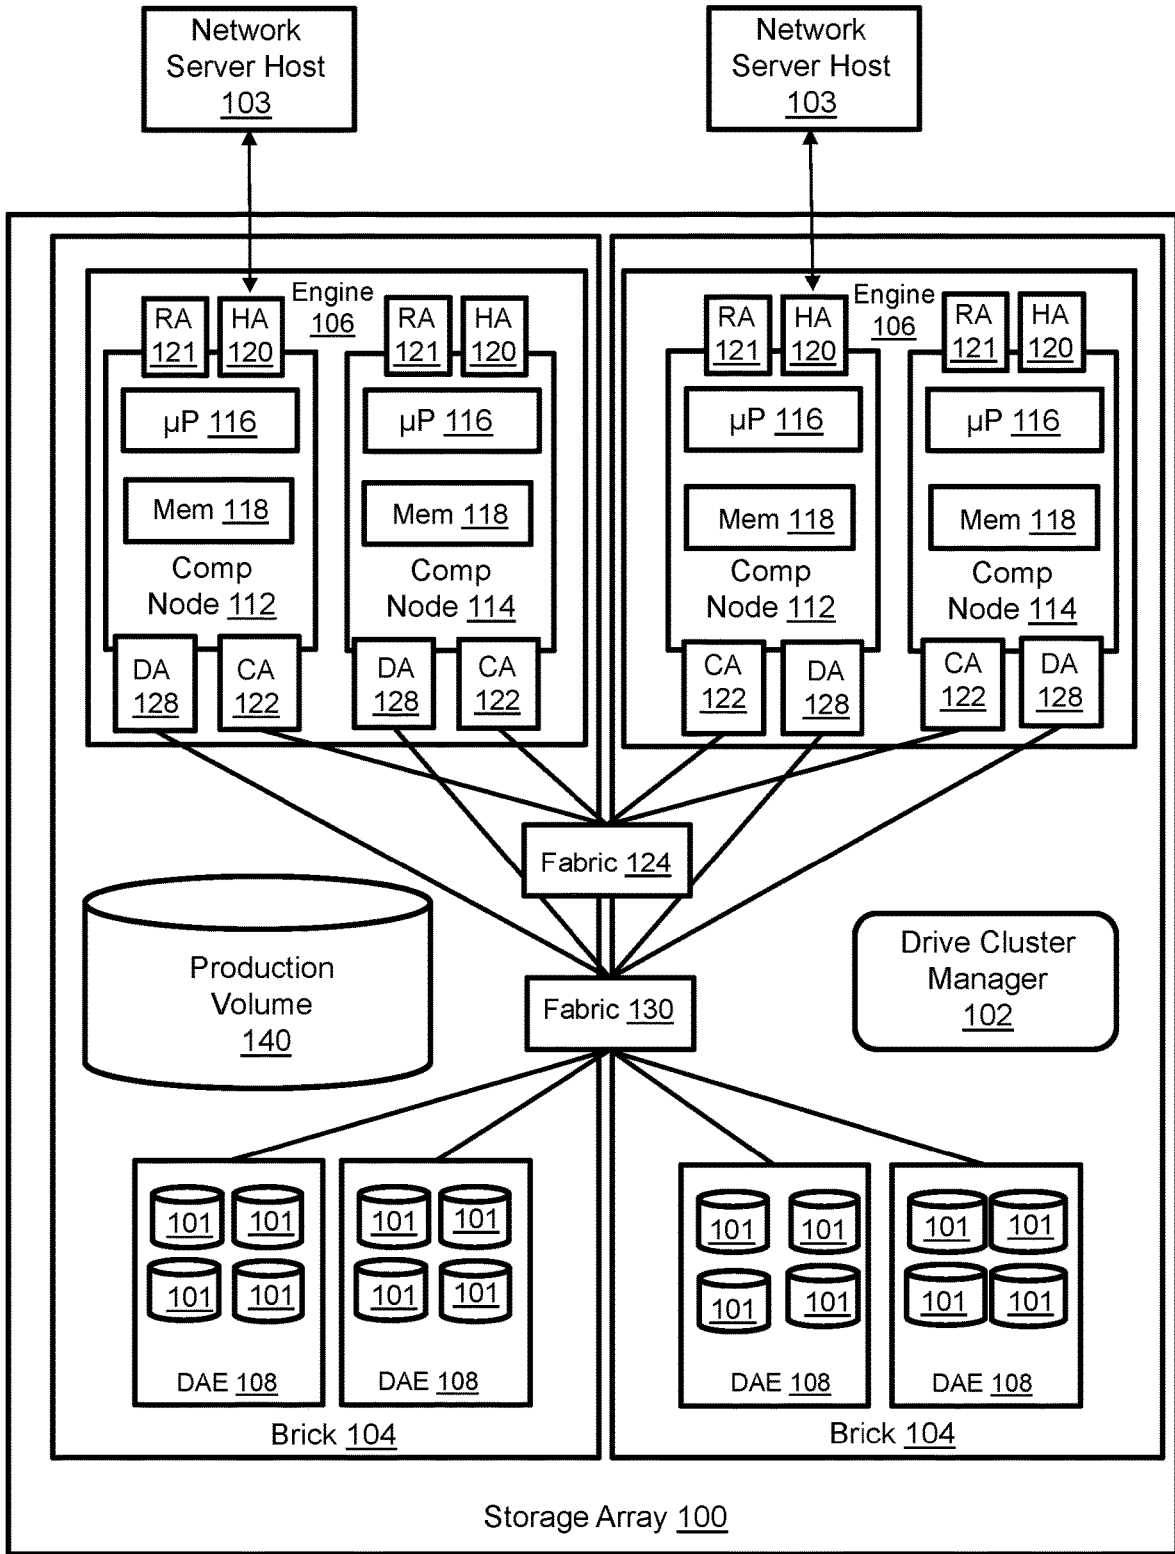 Network
Server Host
103
Network
Server Host
103
Engine
106
RA
121
HA
120
RA
121
HA
120
µP 116
µP 116
Mem 118
Mem 118
Comp
Node 112
Comp
Node 114
DA
128
CA
122
DA
128
CA
122
Engine
106
RA
121
HA
120
RA
121
HA
120
µP 116
µP 116
Mem 118
Mem 118
Comp
Node 112
Comp
Node 114
CA
122
DA
128
CA
122
DA
128
Fabric 124
Production
Volume
140
Fabric 130
Drive Cluster
Manager
102
101 101
101 101
DAE 108
101 101
101 101
DAE 108
Brick 104
101 101
101 101
DAE 108
101 101
101 101
DAE 108
Brick 104
Storage Array 100